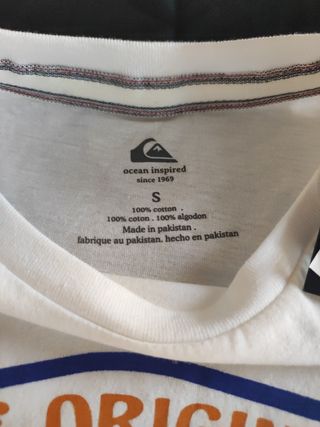 ocean inspired
since 1969
S
100% cotton .
100% coton . 100% algodon
Made in pakistan .
fabrique au pakistan. hecho en pakistan
ORIGIN